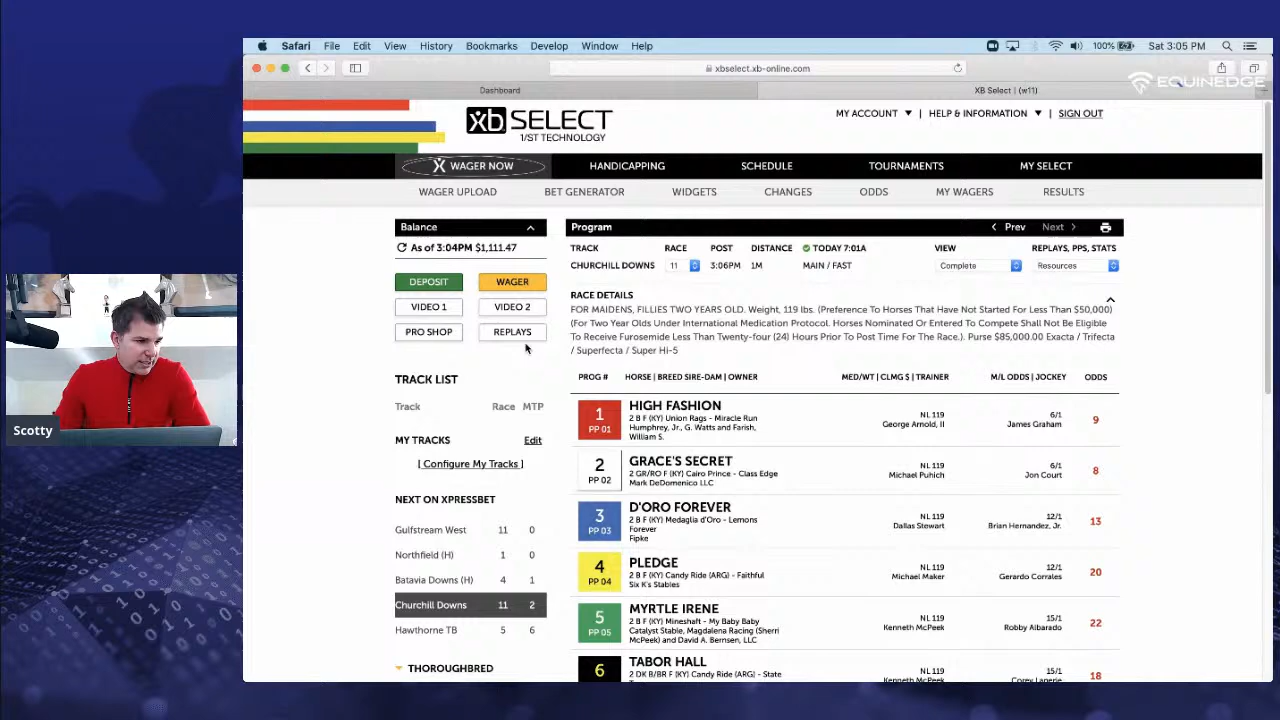 Safari File Edit View History Bookmarks Develop Window Help 100% Sat 3:05 PM
xbselect.xb-online.com
EQUINEDGE
Dashboard XB Select | (w11)
xb SELECT
1/ST TECHNOLOGY
MY ACCOUNT | HELP & INFORMATION | SIGN OUT
X WAGER NOW HANDICAPPING SCHEDULE TOURNAMENTS MY SELECT
WAGER UPLOAD BET GENERATOR WIDGETS CHANGES ODDS MY WAGERS RESULTS
Balance
As of 3:04PM $1,111.47
DEPOSIT WAGER
VIDEO 1 VIDEO 2
PRO SHOP REPLAYS
TRACK LIST
Track Race MTP
MY TRACKS Edit
[ Configure My Tracks ]
NEXT ON XPRESSBET
Gulfstream West 11 0
Northfield (H) 1 0
Batavia Downs (H) 4 1
Churchill Downs 11 2
Hawthorne TB 5 6
THOROUGHBRED
Program Prev Next
TRACK RACE POST DISTANCE TODAY 7:01A VIEW REPLAYS, PPS, STATS
CHURCHILL DOWNS 11 3:06PM 1M MAIN / FAST Complete Resources
RACE DETAILS
FOR MAIDENS, FILLIES TWO YEARS OLD. Weight, 119 lbs. (Preference To Horses That Have Not Started For Less Than $50,000)
(For Two Year Olds Under International Medication Protocol. Horses Nominated Or Entered To Compete Shall Not Be Eligible
To Receive Furosemide Less Than Twenty-four (24) Hours Prior To Post Time For The Race.). Purse $85,000.00 Exacta / Trifecta
/ Superfecta / Super Hi-5
PROG # HORSE | BREED SIRE-DAM | OWNER MED/WT | CLMG $ | TRAINER M/L ODDS | JOCKEY ODDS
1
PP 01
HIGH FASHION
2 B F (KY) Union Rags - Miracle Run
Humphrey, Jr., G. Watts and Farish,
William S.
NL 119
George Arnold, II
6/1
James Graham
9
2
PP 02
GRACE'S SECRET
2 GR/RO F (KY) Cairo Prince - Class Edge
Mark DeDomenico LLC
NL 119
Michael Puhich
6/1
Jon Court
8
3
PP 03
D'ORO FOREVER
2 B F (KY) Medaglia d'Oro - Lemons
Forever
Fipke
NL 119
Dallas Stewart
12/1
Brian Hernandez, Jr.
13
4
PP 04
PLEDGE
2 B F (KY) Candy Ride (ARG) - Faithful
Six K's Stables
NL 119
Michael Maker
12/1
Gerardo Corrales
20
5
PP 05
MYRTLE IRENE
2 B F (KY) Mineshaft - My Baby Baby
Catalyst Stable, Magdalena Racing (Sherri
McPeek) and David A. Bernsen, LLC
NL 119
Kenneth McPeek
15/1
Robby Albarado
22
6
TABOR HALL
2 DK B/BR F (KY) Candy Ride (ARG) - State
NL 119
Kenneth McPeek
15/1
Corey Lanerie
18
Scotty